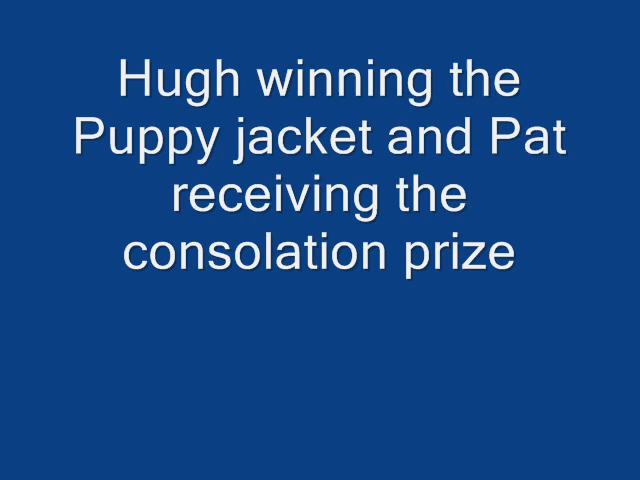 Hugh winning the
Puppy jacket and Pat
receiving the
consolation prize